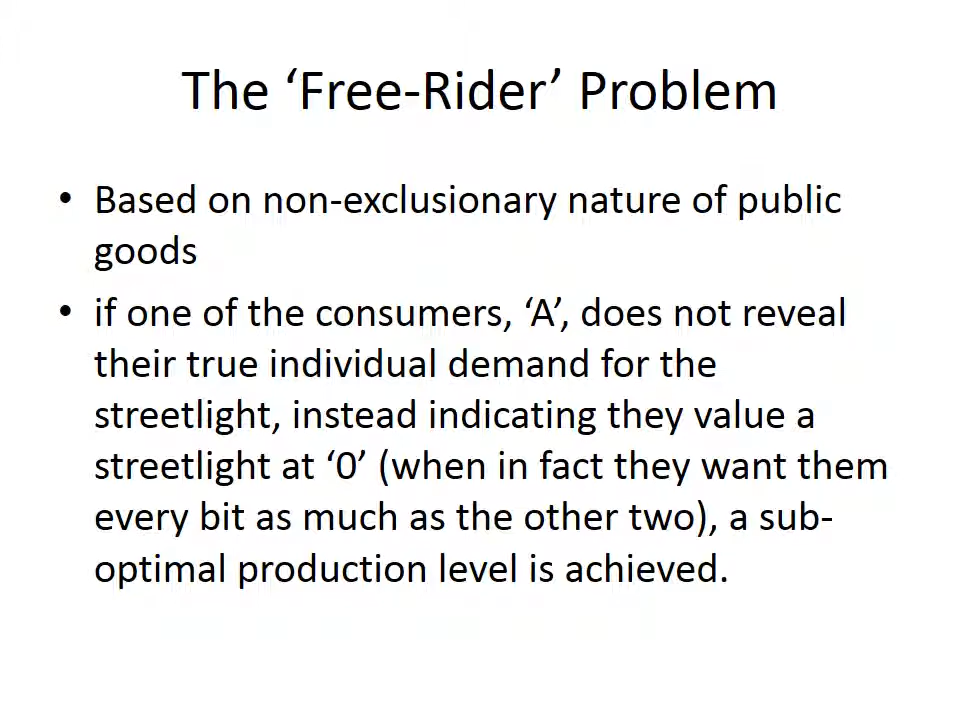 The ‘Free-Rider’ Problem
• Based on non-exclusionary nature of public
goods
• if one of the consumers, ‘A’, does not reveal
their true individual demand for the
streetlight, instead indicating they value a
streetlight at ‘0’ (when in fact they want them
every bit as much as the other two), a sub-
optimal production level is achieved.